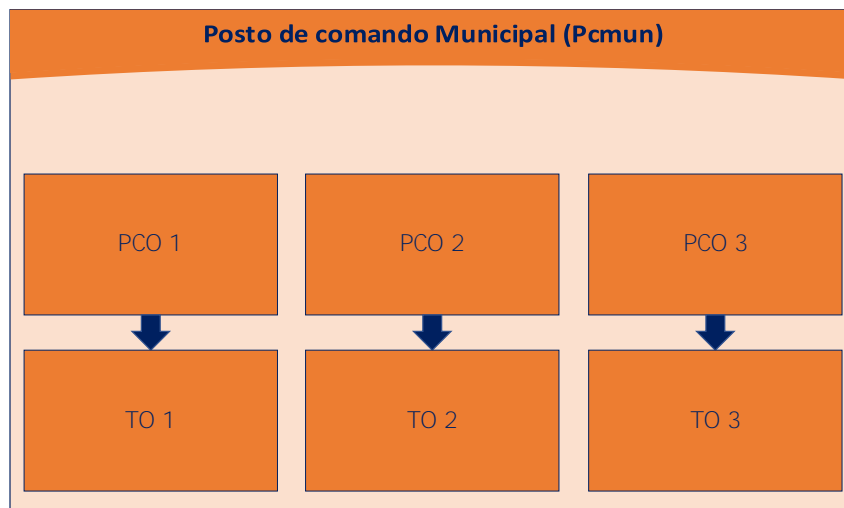 Posto de comando Municipal (Pcmun)
PCO 1
PCO 2
PCO 3
TO 1
TO 2
TO 3